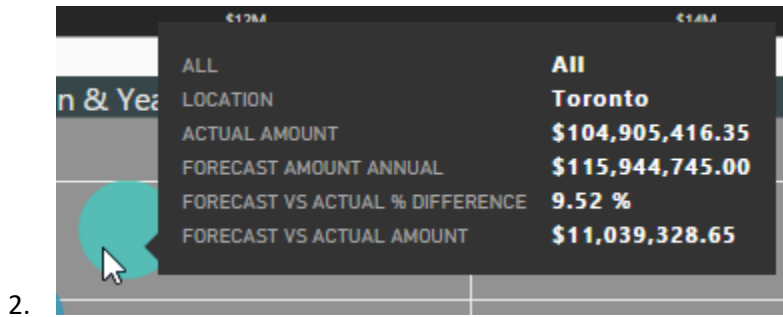 $12M $14M
ALL All
n & Yea LOCATION Toronto
ACTUAL AMOUNT $104,905,416.35
FORECAST AMOUNT ANNUAL $115,944,745.00
FORECAST VS ACTUAL % DIFFERENCE 9.52 %
FORECAST VS ACTUAL AMOUNT $11,039,328.65
2.